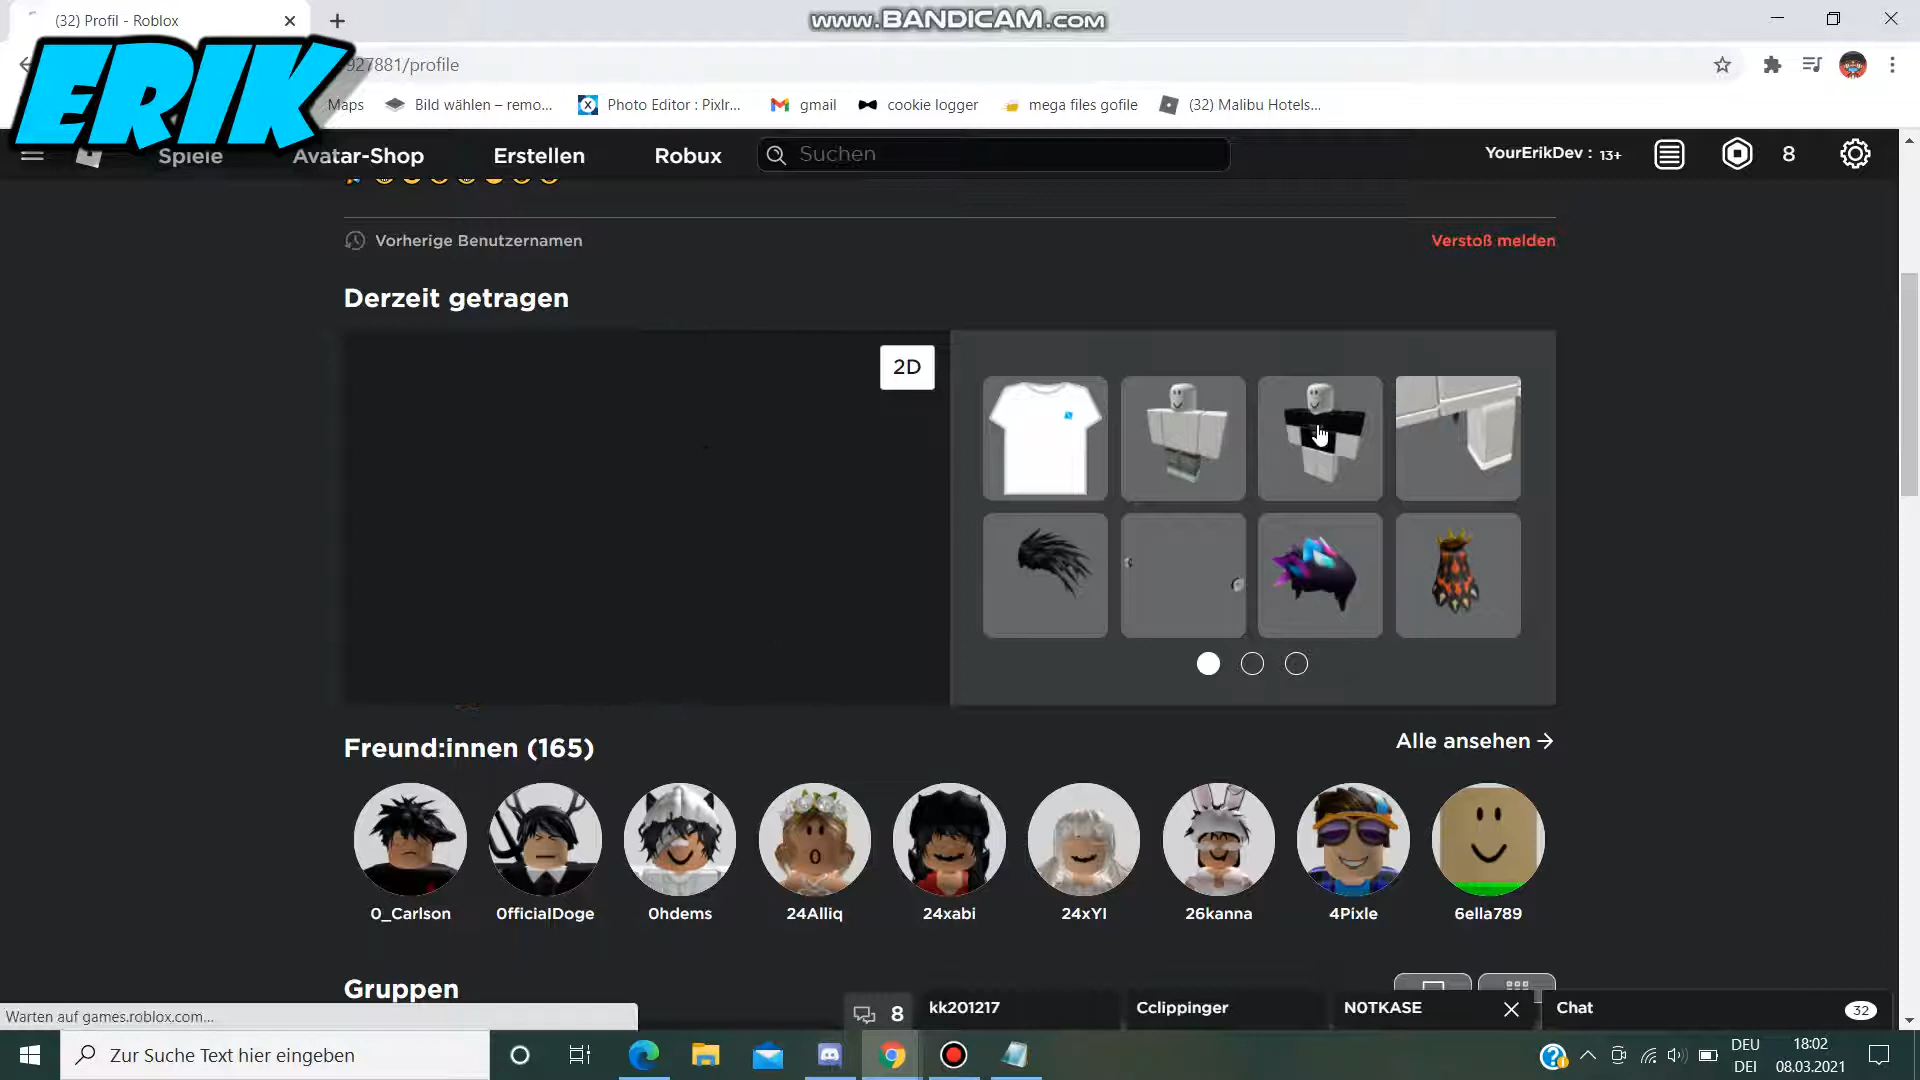 (32) Profil - Roblox
www.BANDICAM.COM
ERIK
927881/profile
Maps
Bild wählen – remo...
Photo Editor : Pixlr...
gmail
cookie logger
mega files gofile
(32) Malibu Hotels...
Spiele
Avatar-Shop
Erstellen
Robux
Suchen
YourErikDev : 13+
8
Vorherige Benutzernamen
Verstoß melden
Derzeit getragen
2D
Freund:innen (165)
Alle ansehen
0_Carlson
0fficialDoge
0hdems
24Alliq
24xabi
24xYI
26kanna
4Pixle
6ella789
Gruppen
8
kk201217
Cclippinger
N0TKASE
Chat
32
Warten auf games.roblox.com...
Zur Suche Text hier eingeben
DEU
DEI
18:02
08.03.2021